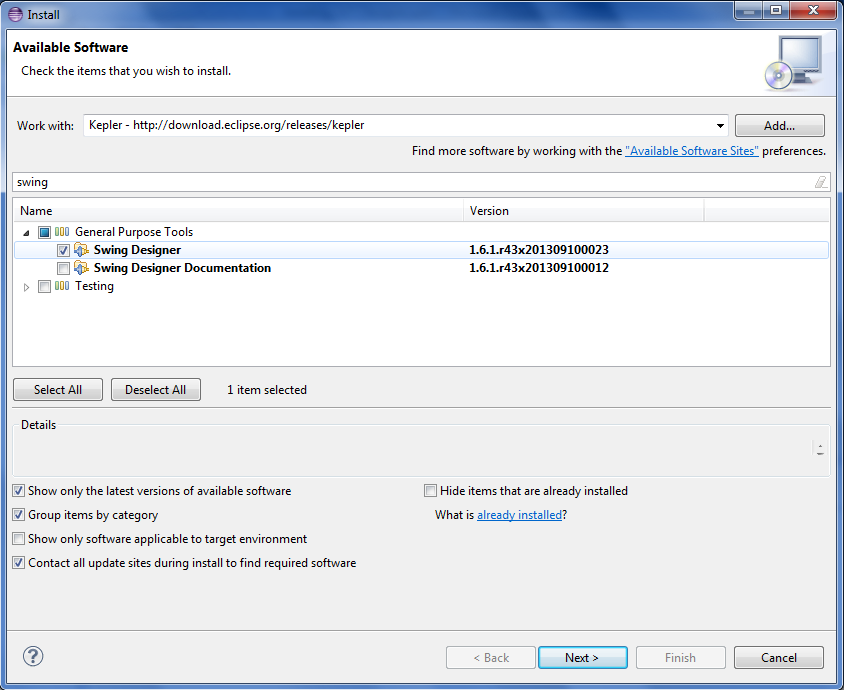 Install
Available Software
Check the items that you wish to install.
Work with: Kepler - http://download.eclipse.org/releases/kepler Add...
Find more software by working with the "Available Software Sites" preferences.
swing
Name Version
General Purpose Tools
Swing Designer 1.6.1.r43x201309100023
Swing Designer Documentation 1.6.1.r43x201309100012
Testing
Select All Deselect All 1 item selected
Details
Show only the latest versions of available software Hide items that are already installed
Group items by category What is already installed?
Show only software applicable to target environment
Contact all update sites during install to find required software
? < Back Next > Finish Cancel